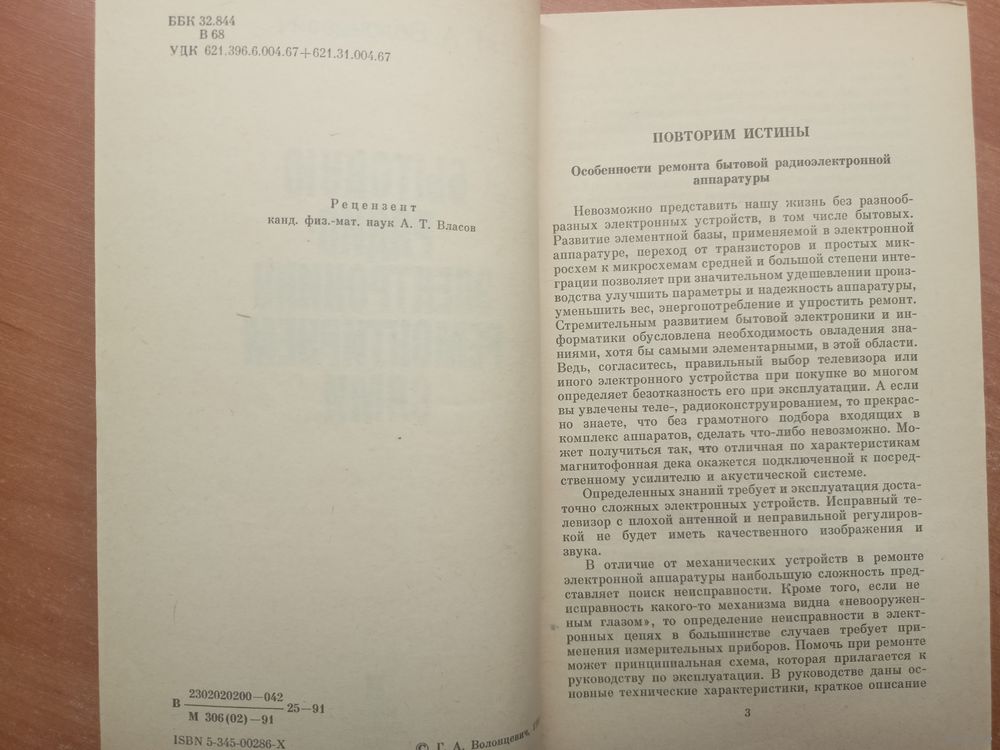 ББК 32.844
В 68
УДК 621.396.6.004.67+621.31.004.67
Рецензент
канд. физ.-мат. наук А. Т. Власов
В 2302020200—042 25—91
М 306(02)—91
ISBN 5-345-00286-X
© Г. А. Волонцевич,
ПОВТОРИМ ИСТИНЫ
Особенности ремонта бытовой радиоэлектронной
аппаратуры
Невозможно представить нашу жизнь без разнооб-
разных электронных устройств, в том числе бытовых.
Развитие элементной базы, применяемой в электронной
аппаратуре, переход от транзисторов и простых мик-
росхем к микросхемам средней и большой степени инте-
грации позволяет при значительном удешевлении произ-
водства улучшить параметры и надежность аппаратуры,
уменьшить вес, энергопотребление и упростить ремонт.
Стремительным развитием бытовой электроники и ин-
форматики обусловлена необходимость овладения зна-
ниями, хотя бы самыми элементарными, в этой области.
Ведь, согласитесь, правильный выбор телевизора или
иного электронного устройства при покупке во многом
определяет безотказность его при эксплуатации. А если
вы увлечены теле-, радиоконструированием, то прекрас-
но знаете, что без грамотного подбора входящих в
комплекс аппаратов, сделать что-либо невозможно. Мо-
жет получиться так, что отличная по характеристикам
магнитофонная дека окажется подключенной к посред-
ственному усилителю и акустической системе.
Определенных знаний требует и эксплуатация доста-
точно сложных электронных устройств. Исправный те-
левизор с плохой антенной и неправильной регулиров-
кой не будет иметь качественного изображения и
звука.
В отличие от механических устройств в ремонте
электронной аппаратуры наибольшую сложность пред-
ставляет поиск неисправности. Кроме того, если не
исправность какого-то механизма видна «невооружен-
ным глазом», то определение неисправности в элект-
ронных цепях в большинстве случаев требует при-
менения измерительных приборов. Помочь при ремонте
может принципиальная схема, которая прилагается к
руководству по эксплуатации. В руководстве даны ос-
новные технические характеристики, краткое описание
3